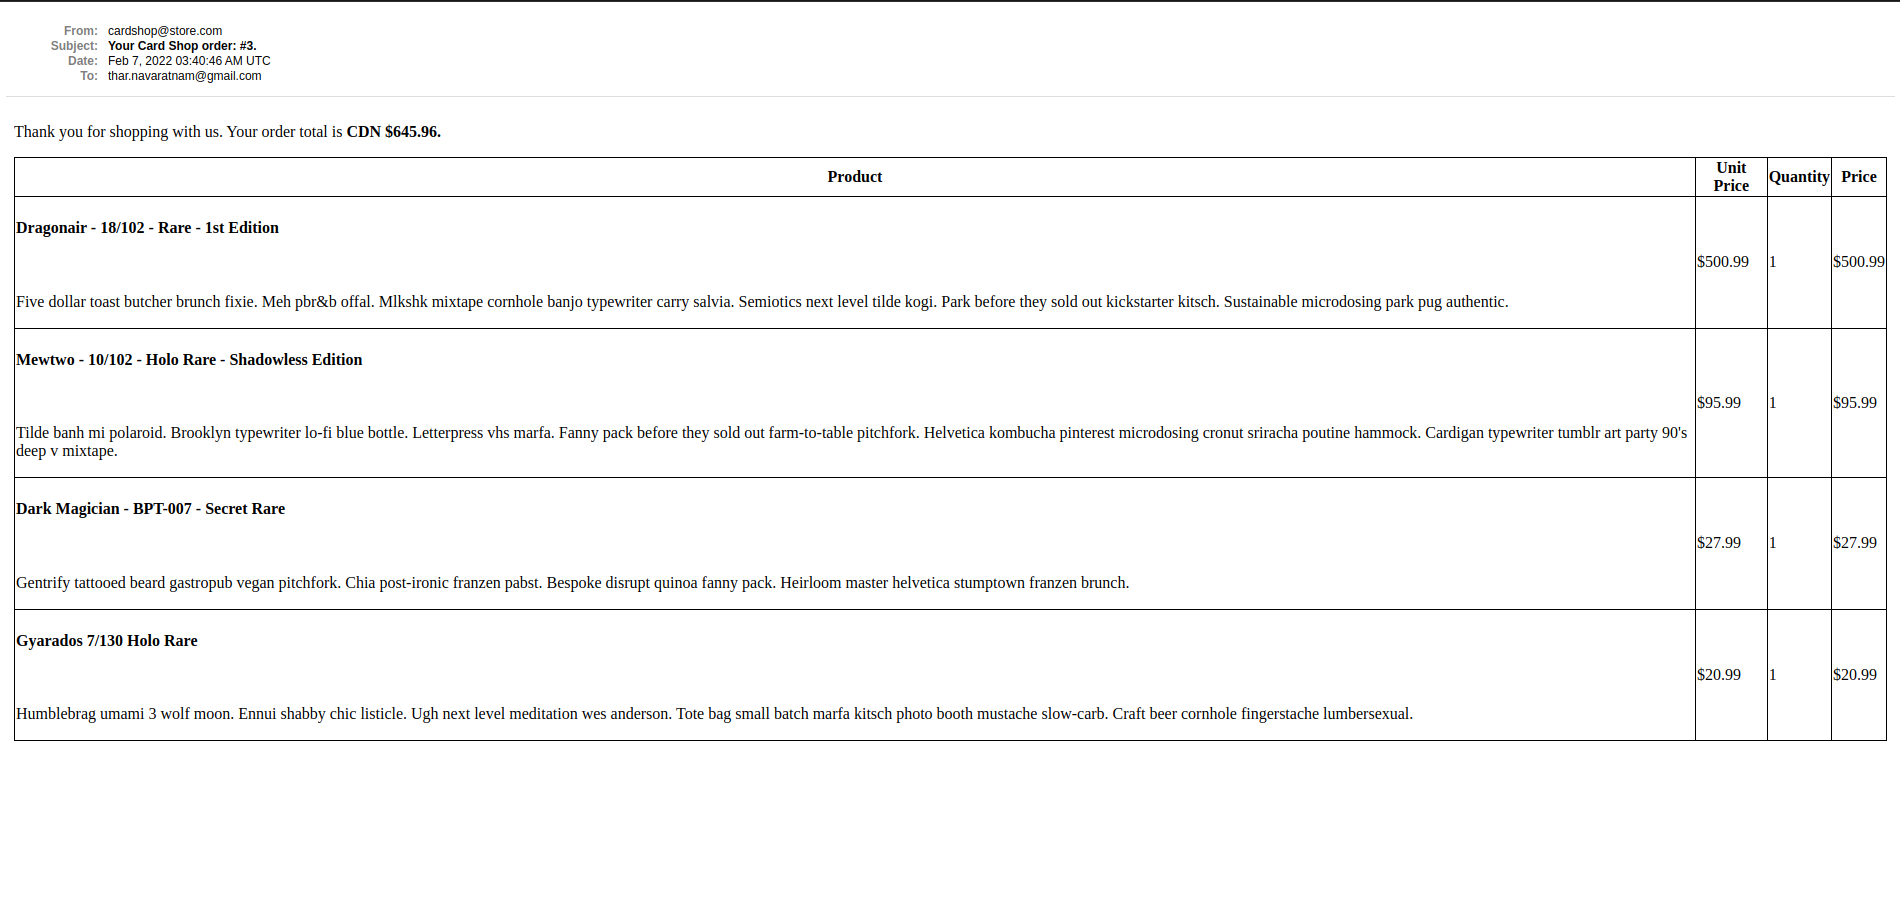 From: cardshop@store.com
Subject: Your Card Shop order: #3.
Date: Feb 7, 2022 03:40:46 AM UTC
To: thar.navaratnam@gmail.com
Thank you for shopping with us. Your order total is CDN $645.96.
Product Unit Price Quantity Price
Dragonair - 18/102 - Rare - 1st Edition
$500.99 1 $500.99
Five dollar toast butcher brunch fixie. Meh pbr&b offal. Mlkshk mixtape cornhole banjo typewriter carry salvia. Semiotics next level tilde kogi. Park before they sold out kickstarter kitsch. Sustainable microdosing park pug authentic.
Mewtwo - 10/102 - Holo Rare - Shadowless Edition
$95.99 1 $95.99
Tilde banh mi polaroid. Brooklyn typewriter lo-fi blue bottle. Letterpress vhs marfa. Fanny pack before they sold out farm-to-table pitchfork. Helvetica kombucha pinterest microdosing cronut sriracha poutine hammock. Cardigan typewriter tumblr art party 90's
deep v mixtape.
Dark Magician - BPT-007 - Secret Rare
$27.99 1 $27.99
Gentrify tattooed beard gastropub vegan pitchfork. Chia post-ironic franzen pabst. Bespoke disrupt quinoa fanny pack. Heirloom master helvetica stumptown franzen brunch.
Gyarados 7/130 Holo Rare
$20.99 1 $20.99
Humblebrag umami 3 wolf moon. Ennui shabby chic listicle. Ugh next level meditation wes anderson. Tote bag small batch marfa kitsch photo booth mustache slow-carb. Craft beer cornhole fingerstache lumbersexual.